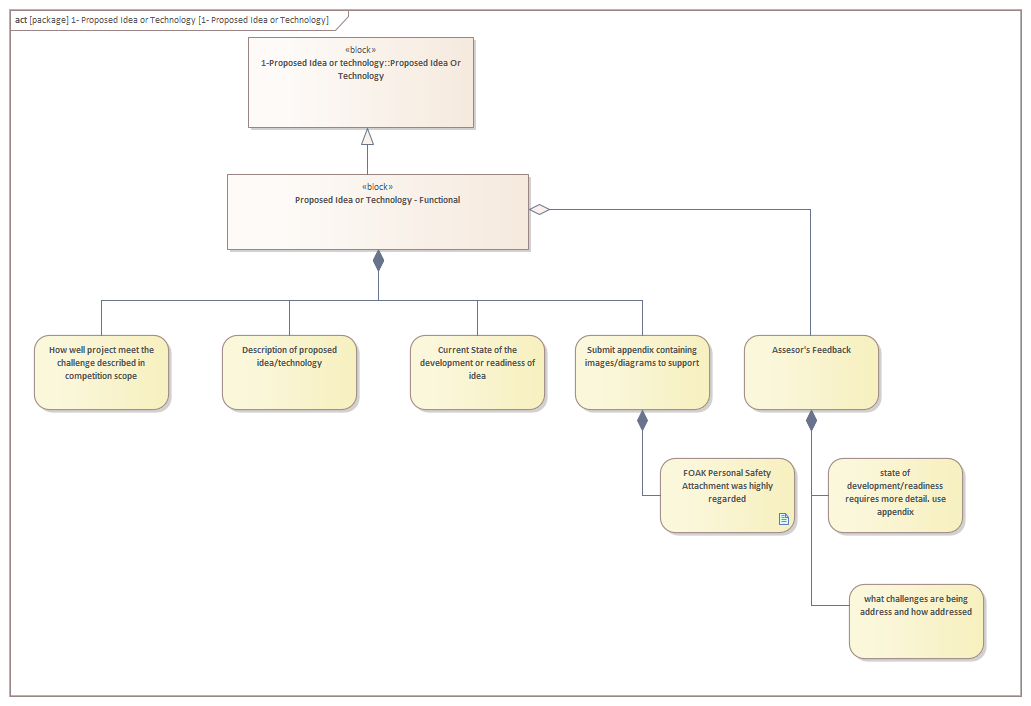 act [package] 1- Proposed Idea or Technology [1- Proposed Idea or Technology]
«block»
1-Proposed Idea or technology::Proposed Idea Or
Technology
«block»
Proposed Idea or Technology - Functional
How well project meet the
challenge described in
competition scope
Description of proposed
idea/technology
Current State of the
development or readiness of
idea
Submit appendix containing
images/diagrams to support
Assesor's Feedback
FOAK Personal Safety
Attachment was highly
regarded
state of
development/readiness
requires more detail. use
appendix
what challenges are being
address and how addressed